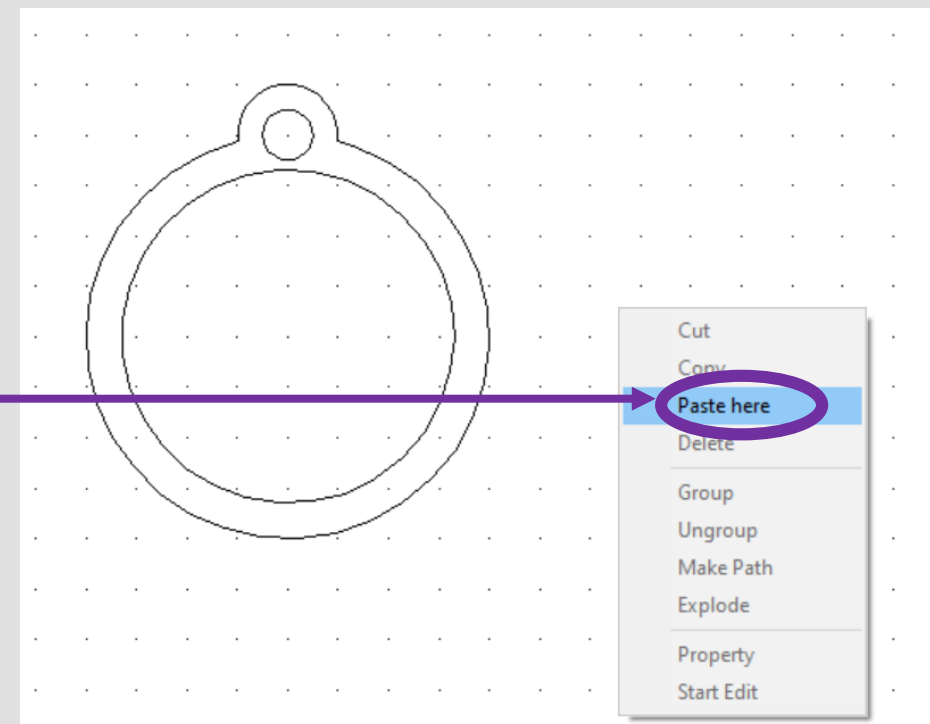 Cut
Copy
Paste here
Delete
Group
Ungroup
Make Path
Explode
Property
Start Edit